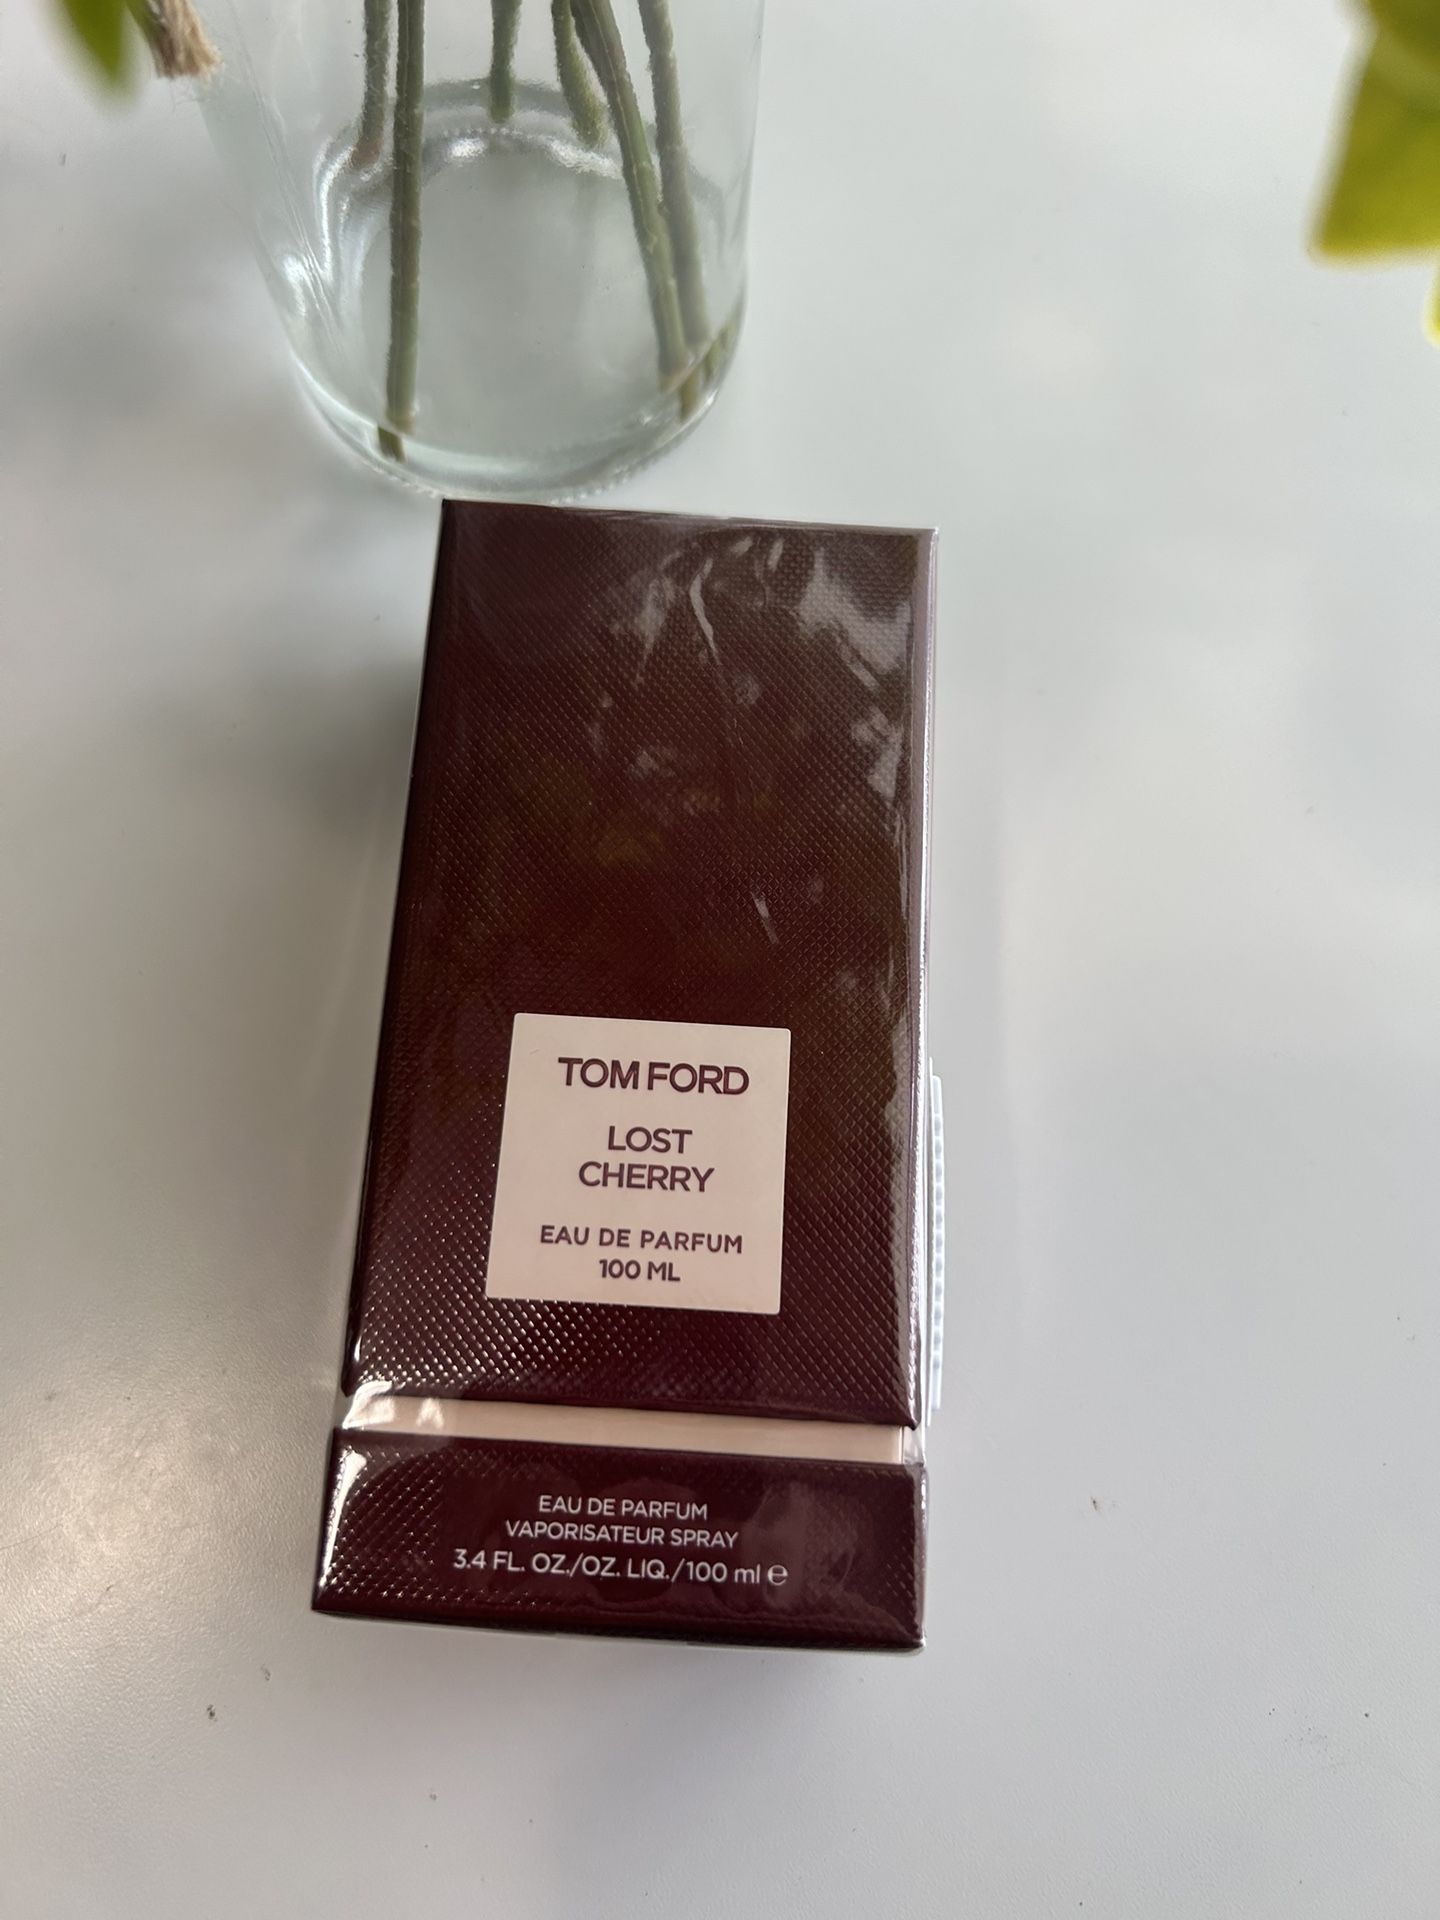 TOM FORD
LOST
CHERRY
EAU DE PARFUM
100 ML
EAU DE PARFUM
VAPORISATEUR SPRAY
3.4 FL. OZ./OZ. LIQ./100 ml ℮